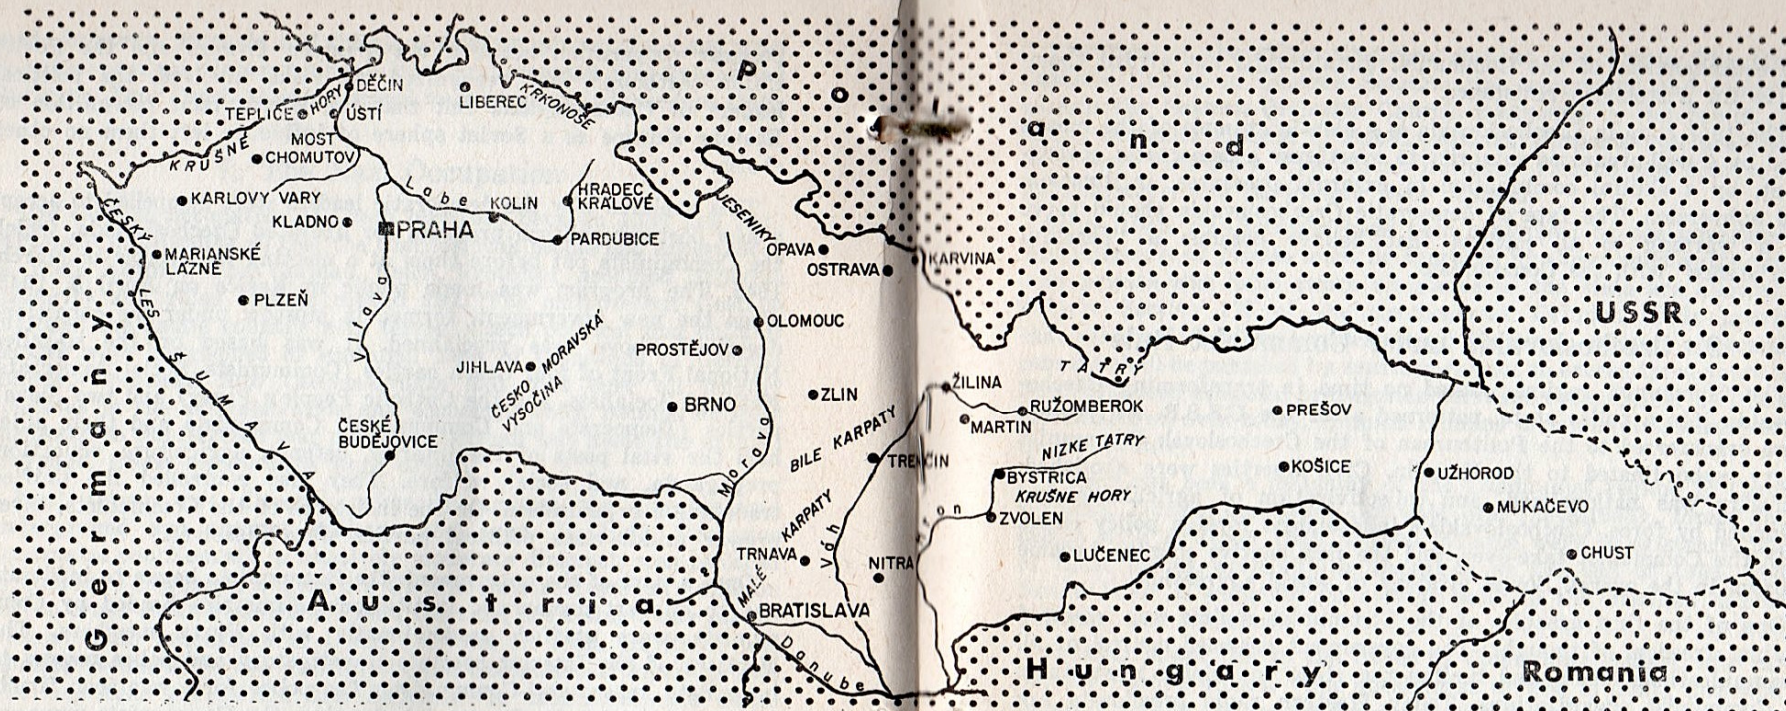 P o l a n d
DĚČÍN
LIBEREC
KRKONOŠE
TEPLICE
HORY
ÚSTÍ
MOST
KRUŠNÉ
CHOMUTOV
KARLOVY VARY
Labe
KOLIN
HRADEC
KRÁLOVÉ
KLADNO
PRAHA
PARDUBICE
ČESKÝ
LES
MARIANSKÉ
LÁZNĚ
JESENIKY
OPAVA
OSTRAVA
KARVINA
PLZEŇ
Vltava
OLOMOUC
PROSTĚJOV
USSR
ŠUMAVA
JIHLAVA
ČESKO MORAVSKÁ
VYSOČINA
BRNO
ZLIN
TATRY
ŽILINA
RUŽOMBEROK
MARTIN
PREŠOV
ČESKÉ
BUDĚJOVICE
BILE KARPATY
NIZKE TATRY
TRENČIN
BYSTRICA
KRUŠNE HORY
ZVOLEN
KOŠICE
UŽHOROD
MUKAČEVO
CHUST
Morava
MALÉ KARPATY
Váh
TRNAVA
NITRA
LUČENEC
BRATISLAVA
Danube
Germany
Austria
Hungary
Romania